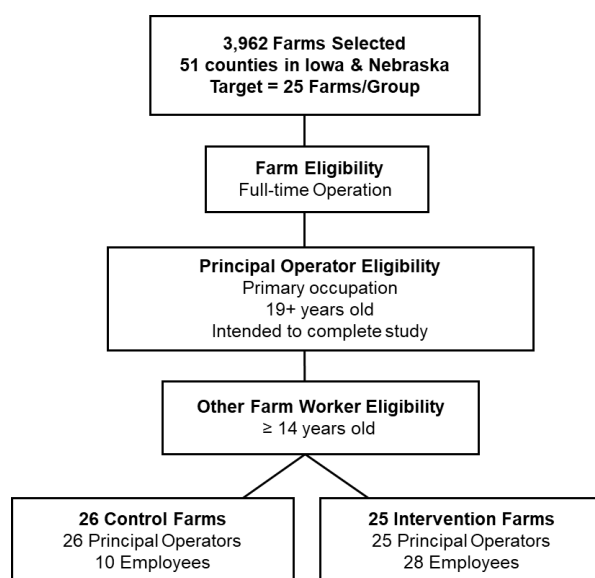 3,962 Farms Selected
51 counties in Iowa & Nebraska
Target = 25 Farms/Group
Farm Eligibility
Full-time Operation
Principal Operator Eligibility
Primary occupation
19+ years old
Intended to complete study
Other Farm Worker Eligibility
≥ 14 years old
26 Control Farms
26 Principal Operators
10 Employees
25 Intervention Farms
25 Principal Operators
28 Employees